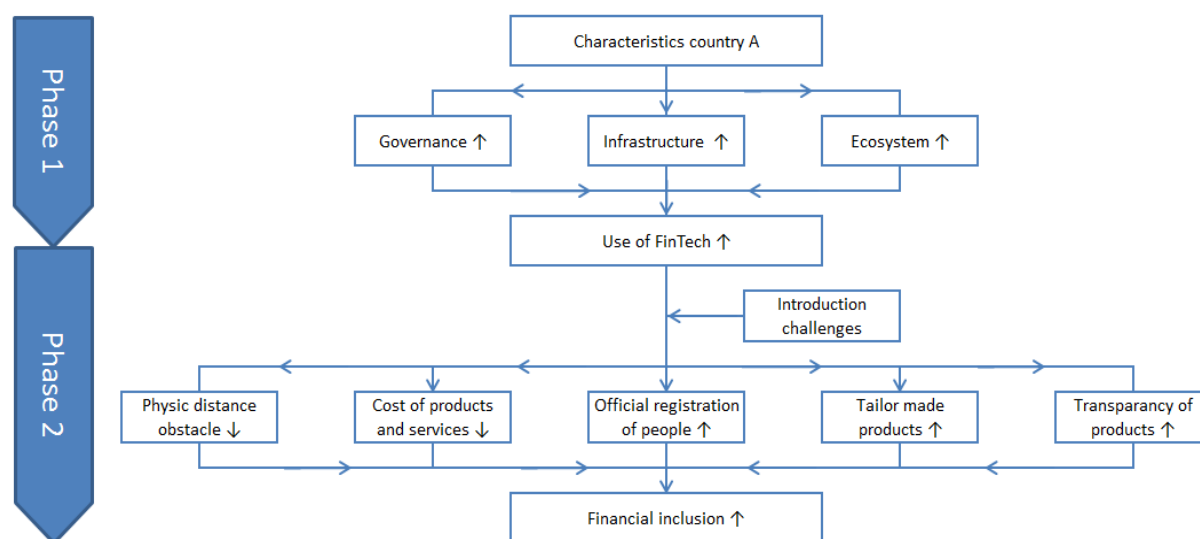 Phase 1
Characteristics country A
Governance ↑
Infrastructure ↑
Ecosystem ↑
Use of FinTech ↑
Phase 2
Introduction
challenges
Physic distance
obstacle ↓
Cost of products
and services ↓
Official registration
of people ↑
Tailor made
products ↑
Transparancy of
products ↑
Financial inclusion ↑